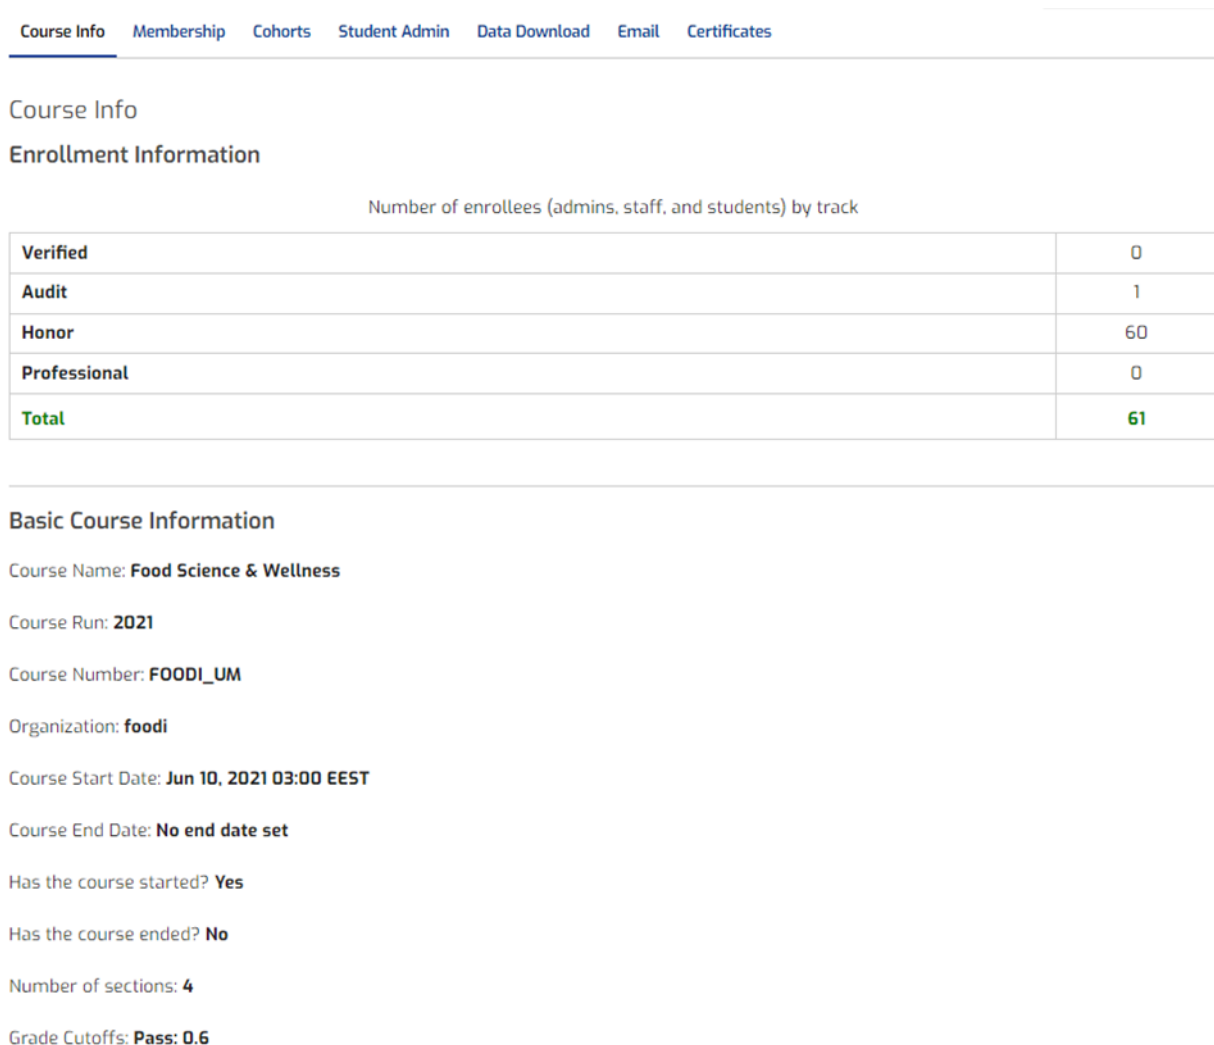 Course Info Membership Cohorts Student Admin Data Download Email Certificates
Course Info
Enrollment Information
Number of enrollees (admins, staff, and students) by track
Verified 0
Audit 1
Honor 60
Professional 0
Total 61
Basic Course Information
Course Name: Food Science & Wellness
Course Run: 2021
Course Number: FOODI_UM
Organization: foodi
Course Start Date: Jun 10, 2021 03:00 EEST
Course End Date: No end date set
Has the course started? Yes
Has the course ended? No
Number of sections: 4
Grade Cutoffs: Pass: 0.6